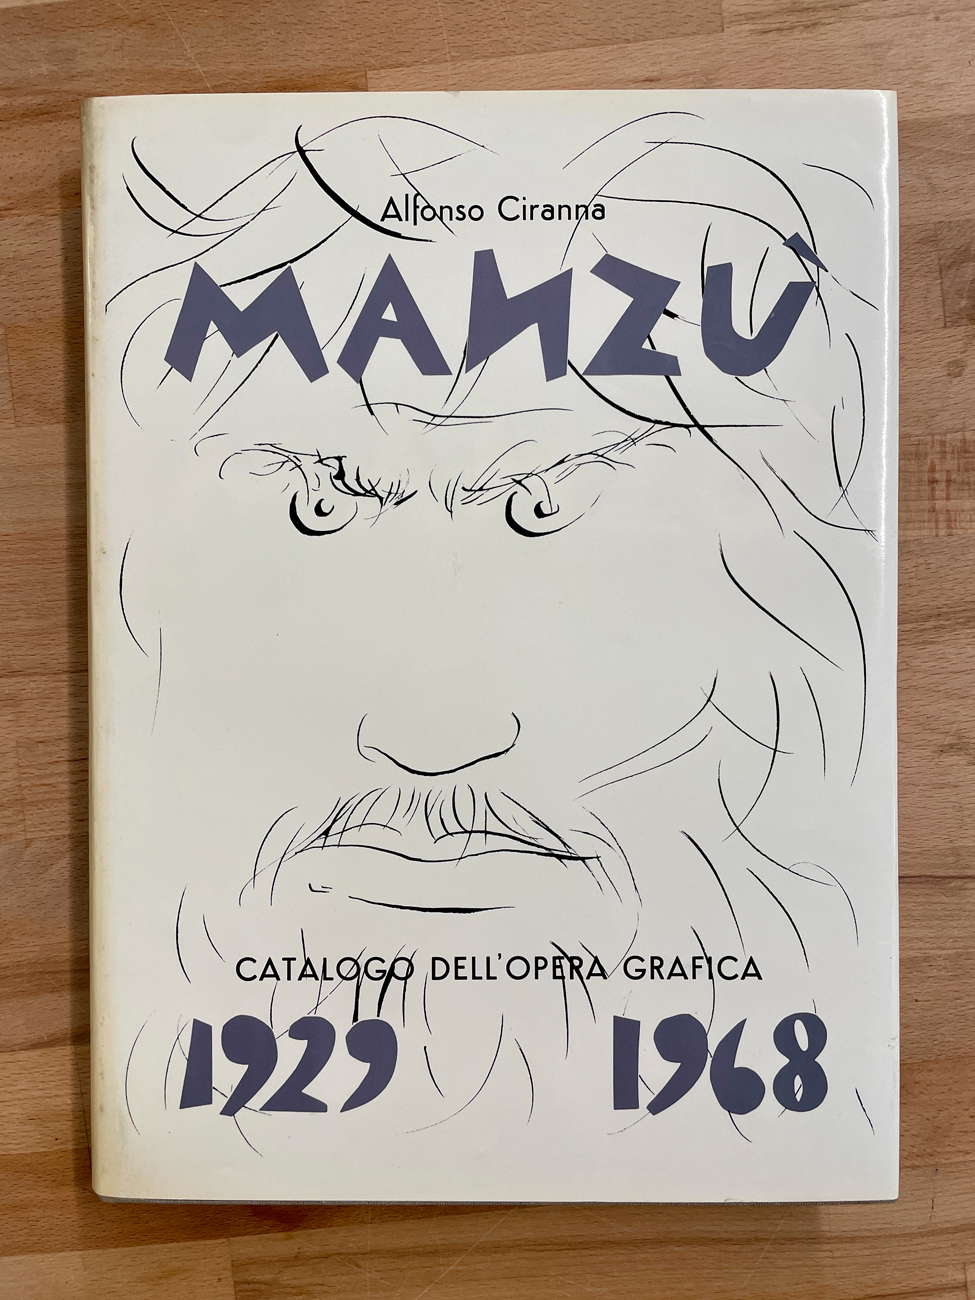 Alfonso Ciranna
MANZÙ
CATALOGO DELL'OPERA GRAFICA
1929 1968